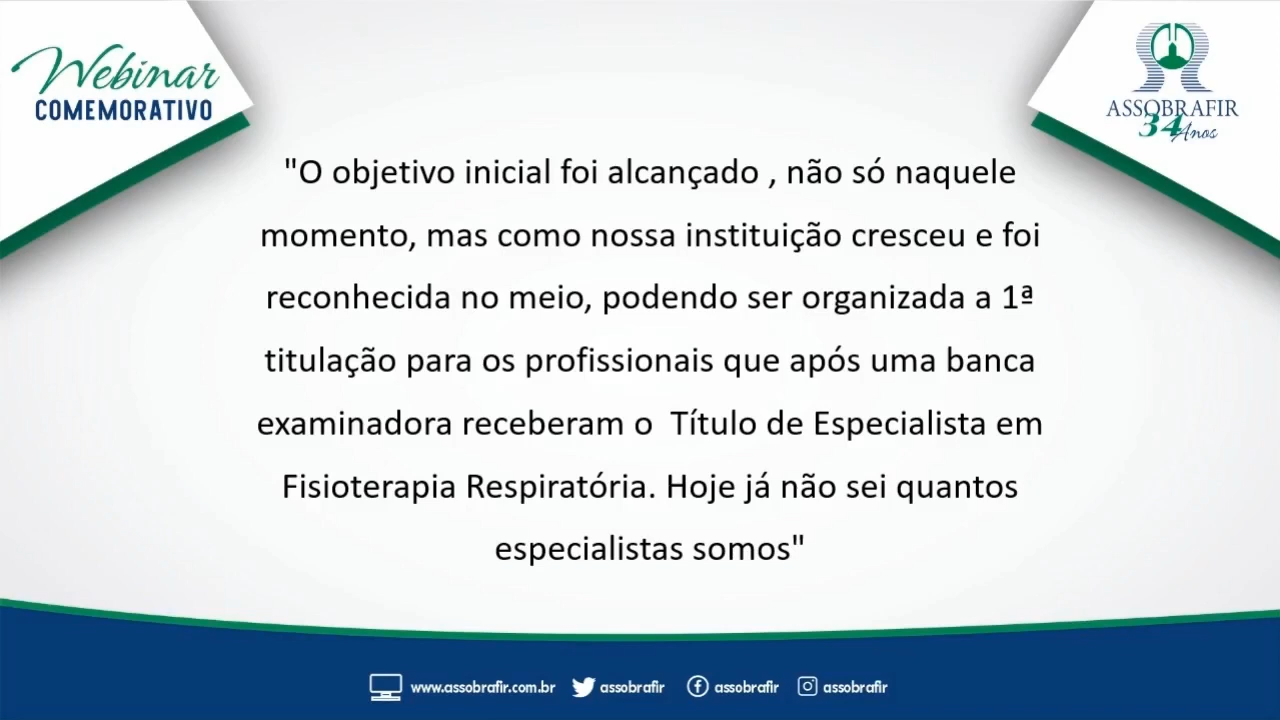 Webinar
COMEMORATIVO
ASSOBRAFIR
34 Anos
"O objetivo inicial foi alcançado , não só naquele
momento, mas como nossa instituição cresceu e foi
reconhecida no meio, podendo ser organizada a 1ª
titulação para os profissionais que após uma banca
examinadora receberam o  Título de Especialista em
Fisioterapia Respiratória. Hoje já não sei quantos
especialistas somos"
www.assobrafir.com.br assobrafir assobrafir assobrafir